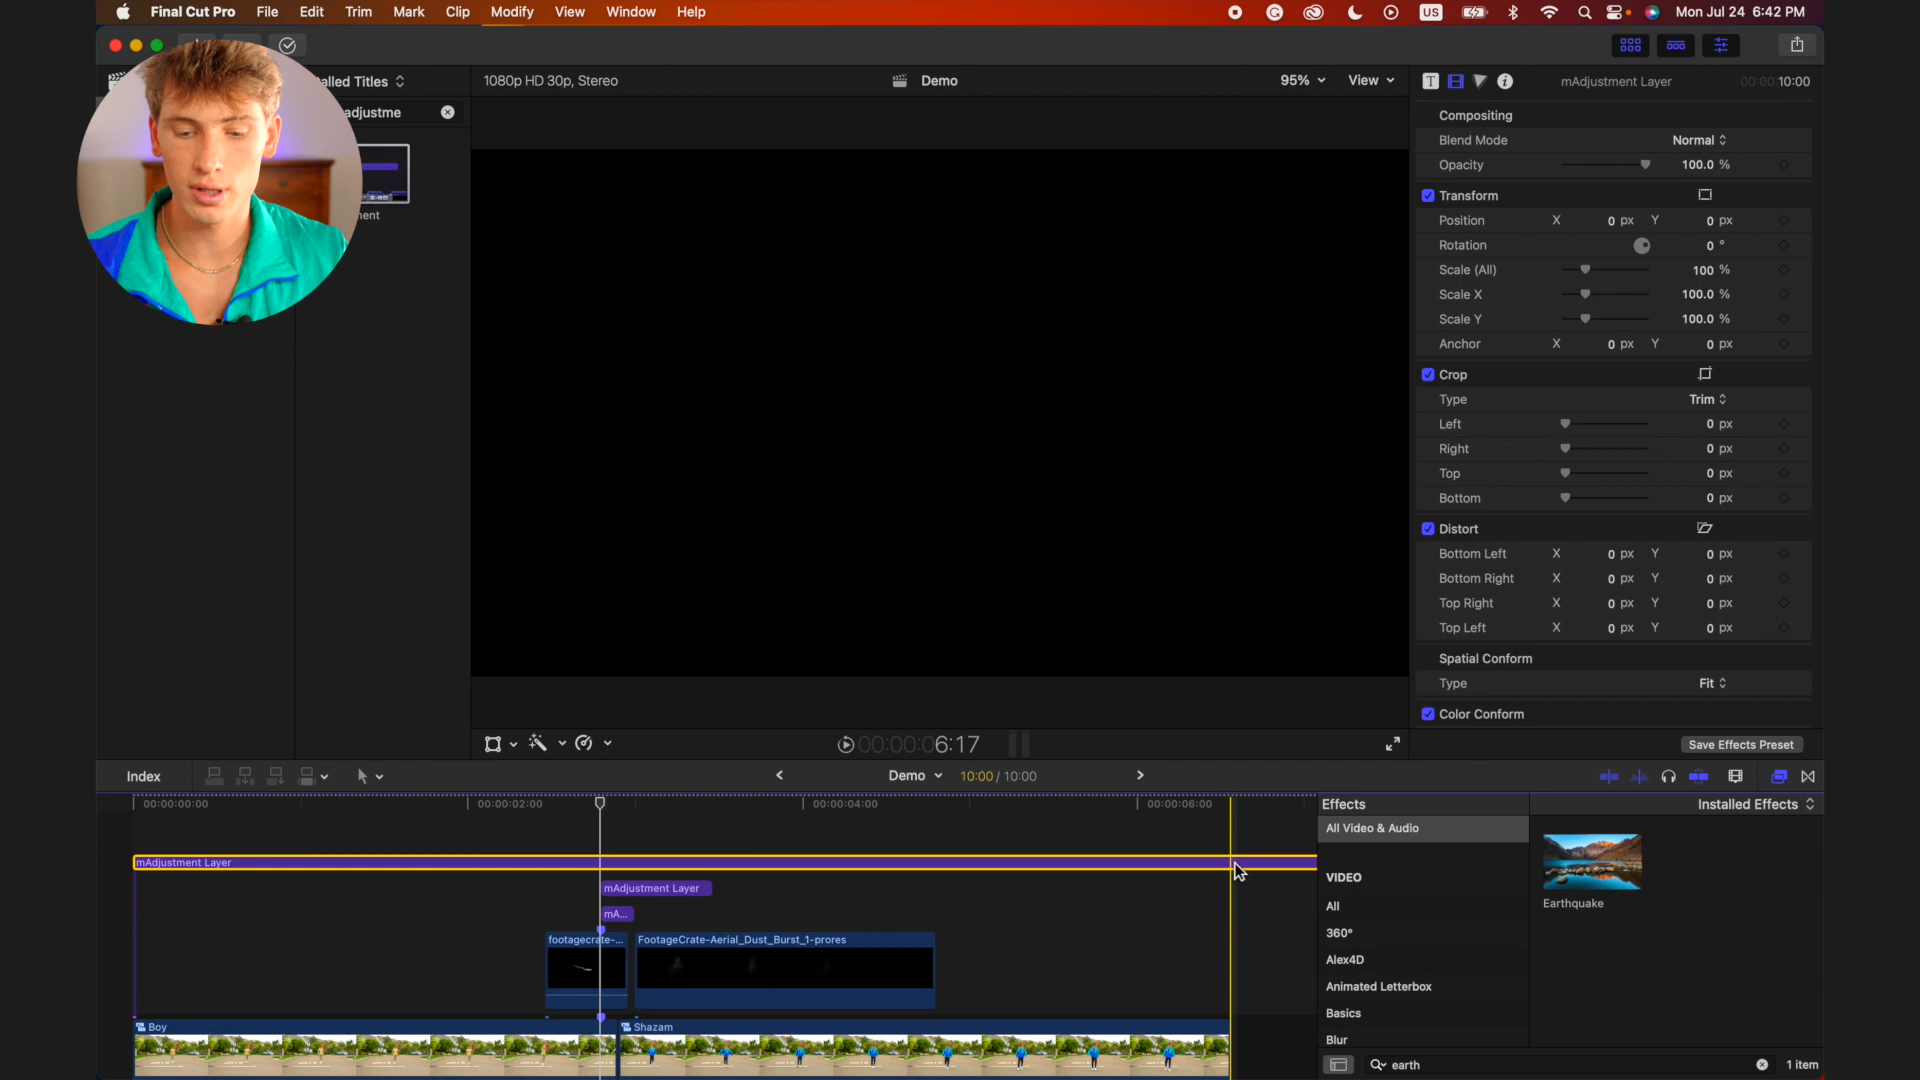 Final Cut Pro File Edit Trim Mark Clip Modify View Window Help
US
Mon Jul 24 6:42 PM
alled Titles
1080p HD 30p, Stereo
Demo
95%
View
mAdjustment Layer
00:00:10:00
adjustme
ent
Compositing
Blend Mode Normal
Opacity 100.0 %
Transform
Position X 0 px Y 0 px
Rotation 0 °
Scale (All) 100 %
Scale X 100.0 %
Scale Y 100.0 %
Anchor X 0 px Y 0 px
Crop
Type Trim
Left 0 px
Right 0 px
Top 0 px
Bottom 0 px
Distort
Bottom Left X 0 px Y 0 px
Bottom Right X 0 px Y 0 px
Top Right X 0 px Y 0 px
Top Left X 0 px Y 0 px
Spatial Conform
Type Fit
Color Conform
Save Effects Preset
00:00:06:17
Index
Demo
10:00 / 10:00
00:00:00:00
00:00:02:00
00:00:04:00
00:00:06:00
mAdjustment Layer
mAdjustment Layer
mA...
footagecrate-...
FootageCrate-Aerial_Dust_Burst_1-prores
Boy
Shazam
Effects
Installed Effects
All Video & Audio
VIDEO
All
360°
Alex4D
Animated Letterbox
Basics
Blur
Earthquake
earth
1 item